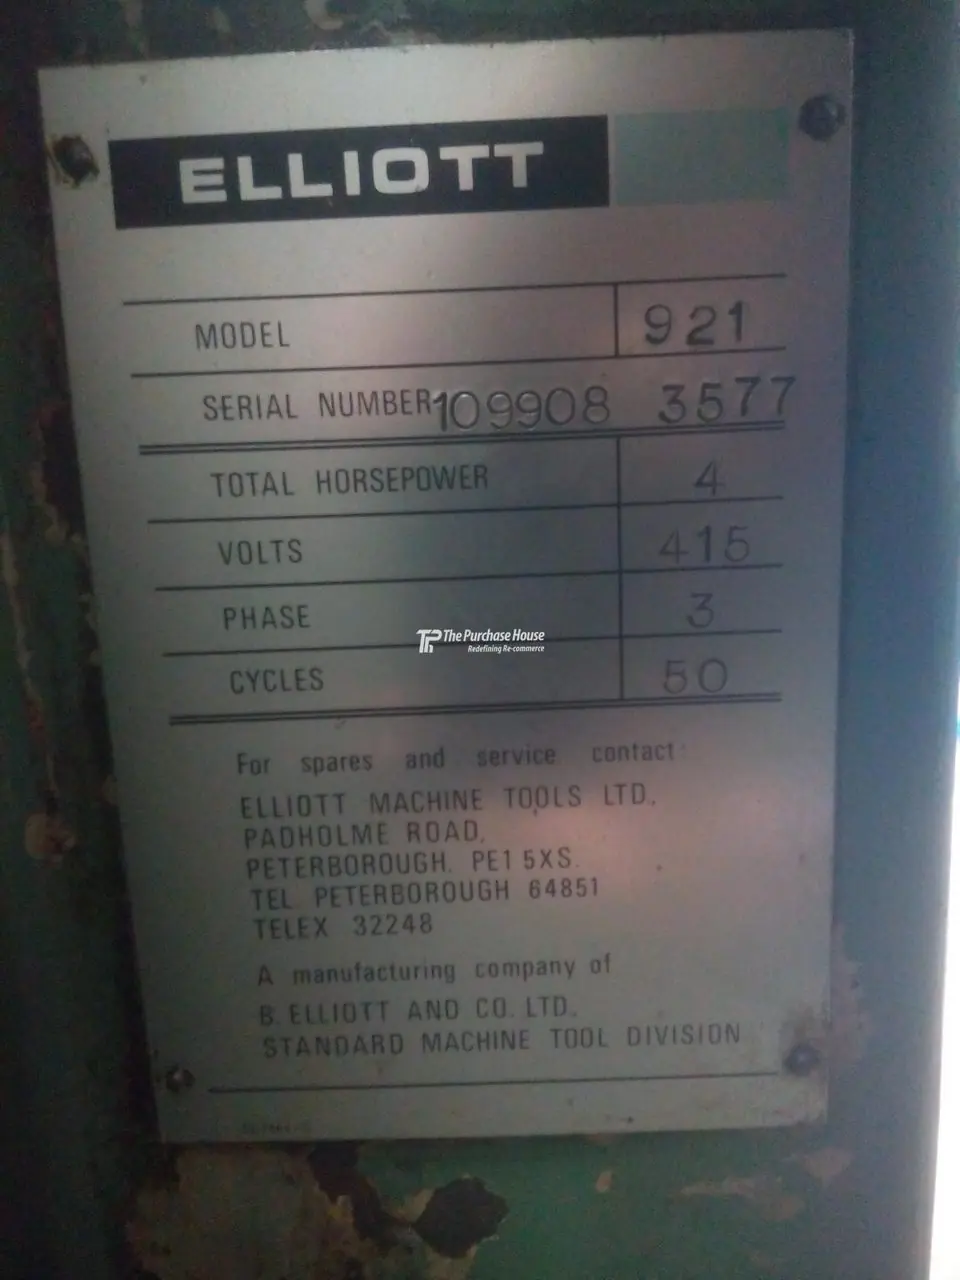 ELLIOTT
MODEL 921
SERIAL NUMBER 109908 3577
TOTAL HORSEPOWER 4
VOLTS 415
PHASE 3
TP The Purchase House
Redefining Re-commerce
CYCLES 50
For spares and service contact:
ELLIOTT MACHINE TOOLS LTD.
PADHOLME ROAD,
PETERBOROUGH. PE1 5XS.
TEL PETERBOROUGH 64851
TELEX 32248
A manufacturing company of
B. ELLIOTT AND CO. LTD.
STANDARD MACHINE TOOL DIVISION